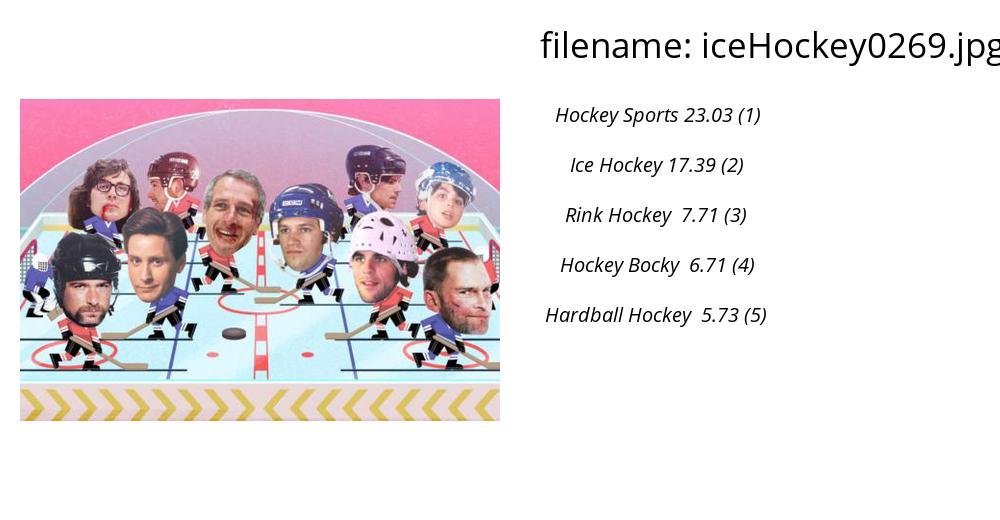 filename: iceHockey0269.jpg
Hockey Sports 23.03 (1)
Ice Hockey 17.39 (2)
Rink Hockey 7.71 (3)
Hockey Bocky 6.71 (4)
Hardball Hockey 5.73 (5)